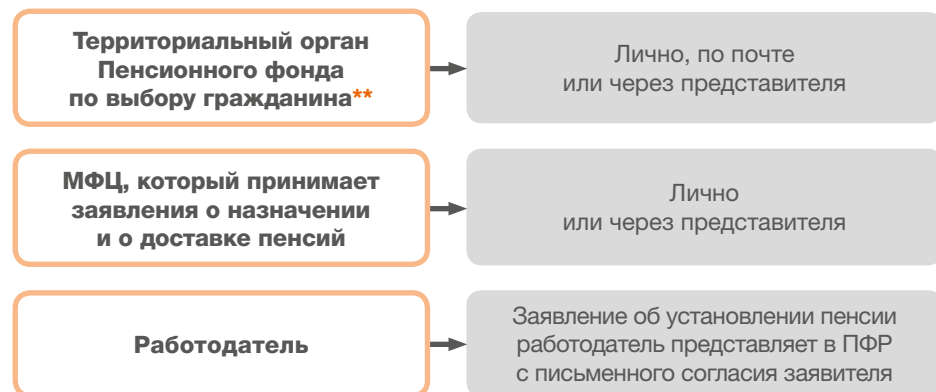 Территориальный орган
Пенсионного фонда
по выбору гражданина**
Лично, по почте
или через представителя
МФЦ, который принимает
заявления о назначении
и о доставке пенсий
Лично
или через представителя
Работодатель
Заявление об установлении пенсии
работодатель представляет в ПФР
с письменного согласия заявителя